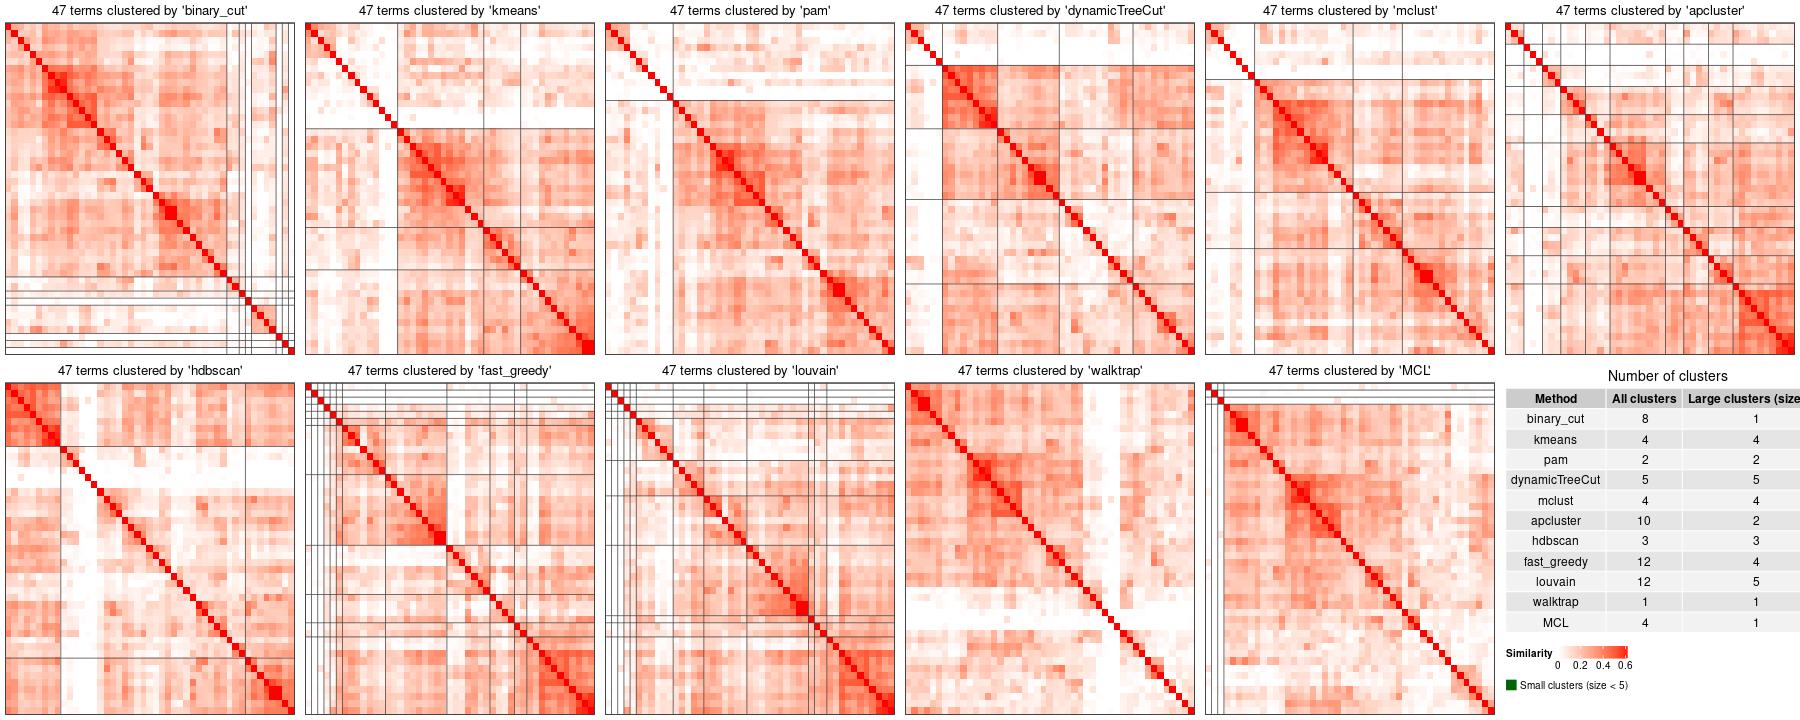 47 terms clustered by 'binary_cut'
47 terms clustered by 'kmeans'
47 terms clustered by 'pam'
47 terms clustered by 'dynamicTreeCut'
47 terms clustered by 'mclust'
47 terms clustered by 'apcluster'
47 terms clustered by 'hdbscan'
47 terms clustered by 'fast_greedy'
47 terms clustered by 'louvain'
47 terms clustered by 'walktrap'
47 terms clustered by 'MCL'
Number of clusters
Method All clusters Large clusters (size
binary_cut 8 1
kmeans 4 4
pam 2 2
dynamicTreeCut 5 5
mclust 4 4
apcluster 10 2
hdbscan 3 3
fast_greedy 12 4
louvain 12 5
walktrap 1 1
MCL 4 1
Similarity
0 0.2 0.4 0.6
Small clusters (size < 5)